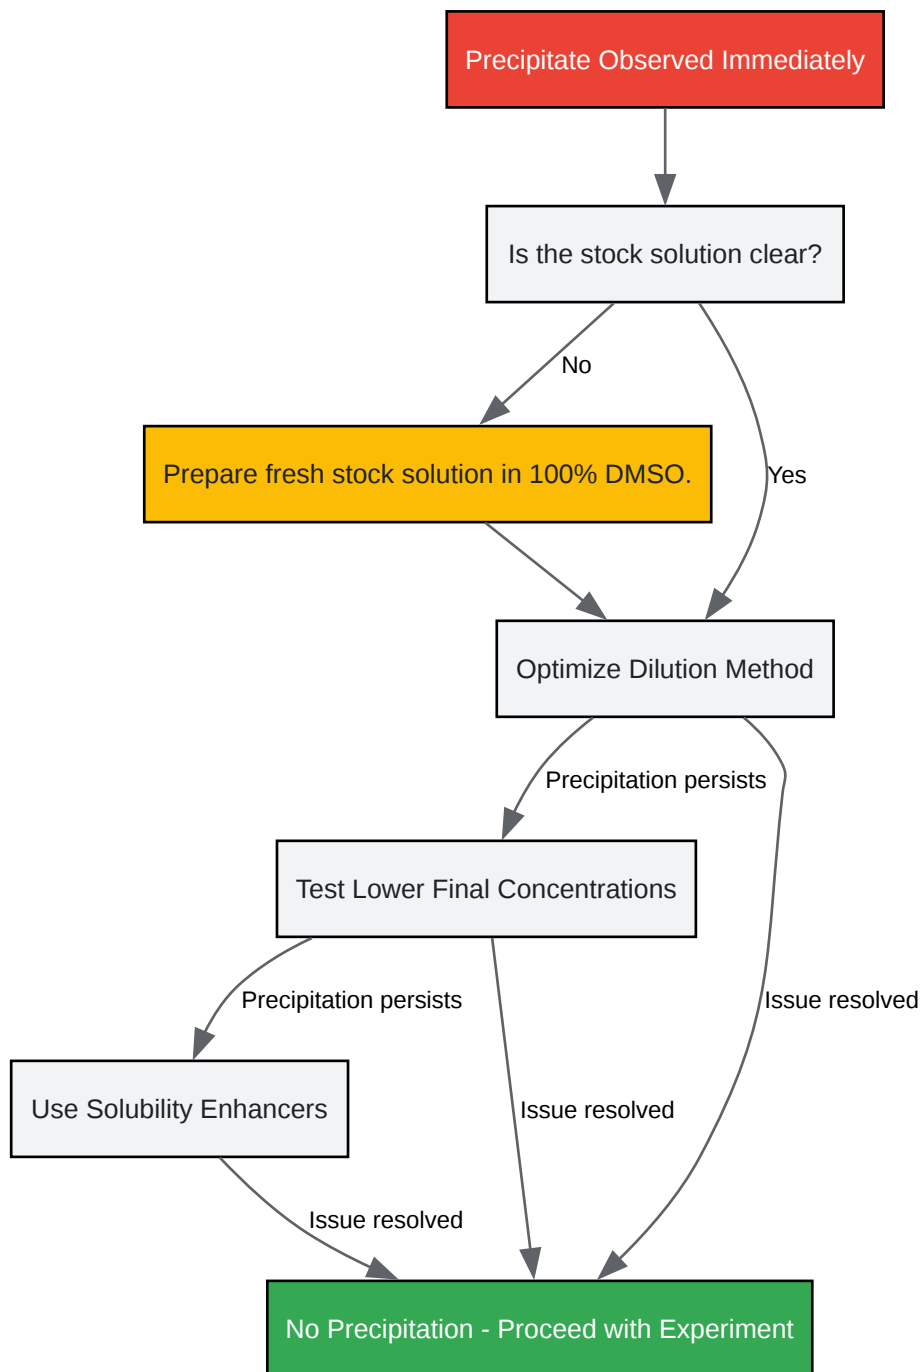 Precipitate Observed Immediately
Is the stock solution clear?
No
Prepare fresh stock solution in 100% DMSO.
Yes
Optimize Dilution Method
Precipitation persists
Test Lower Final Concentrations
Precipitation persists
Issue resolved
Use Solubility Enhancers
Issue resolved
Issue resolved
No Precipitation - Proceed with Experiment